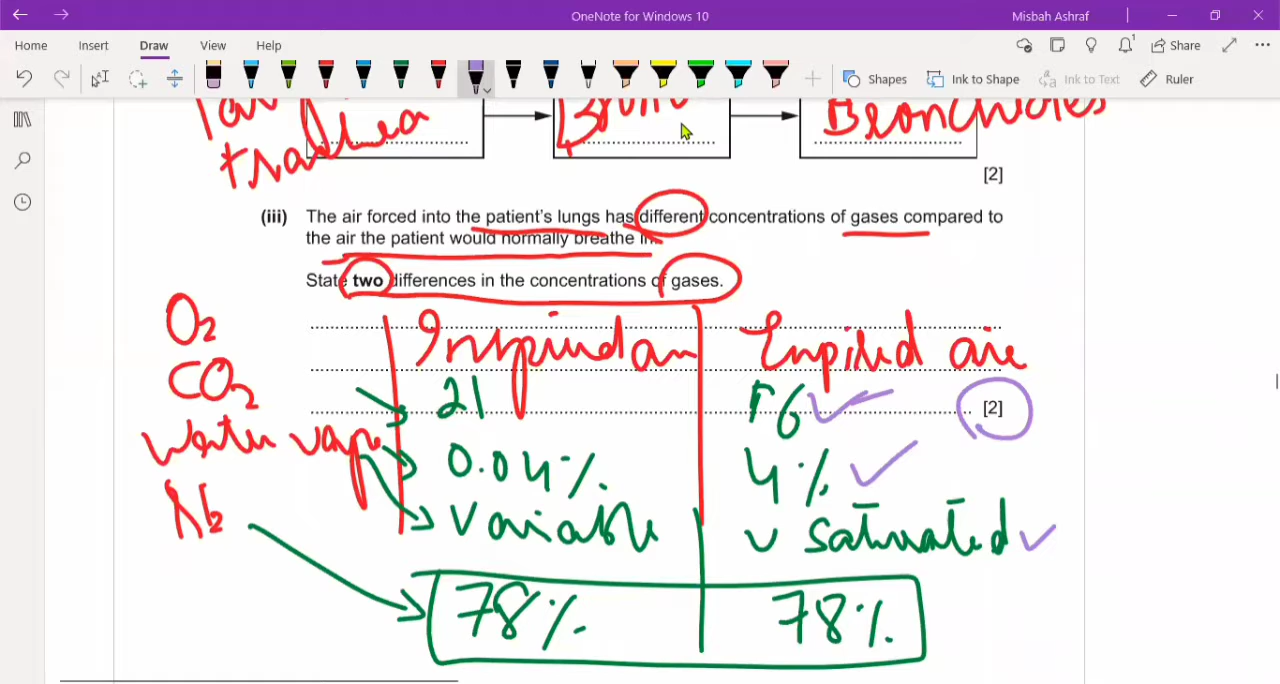 OneNote for Windows 10
Misbah Ashraf
Home Insert Draw View Help
Share
Shapes Ink to Shape Ink to Text Ruler
trachea
Bronchioles
[2]
(iii) The air forced into the patient's lungs has different concentrations of gases compared to
the air the patient would normally breathe in.
State two differences in the concentrations of gases.
O2
CO2
Water vape
N2
Expired air
21
16
[2]
0.04%
4%
Variable
saturated
78%
78%